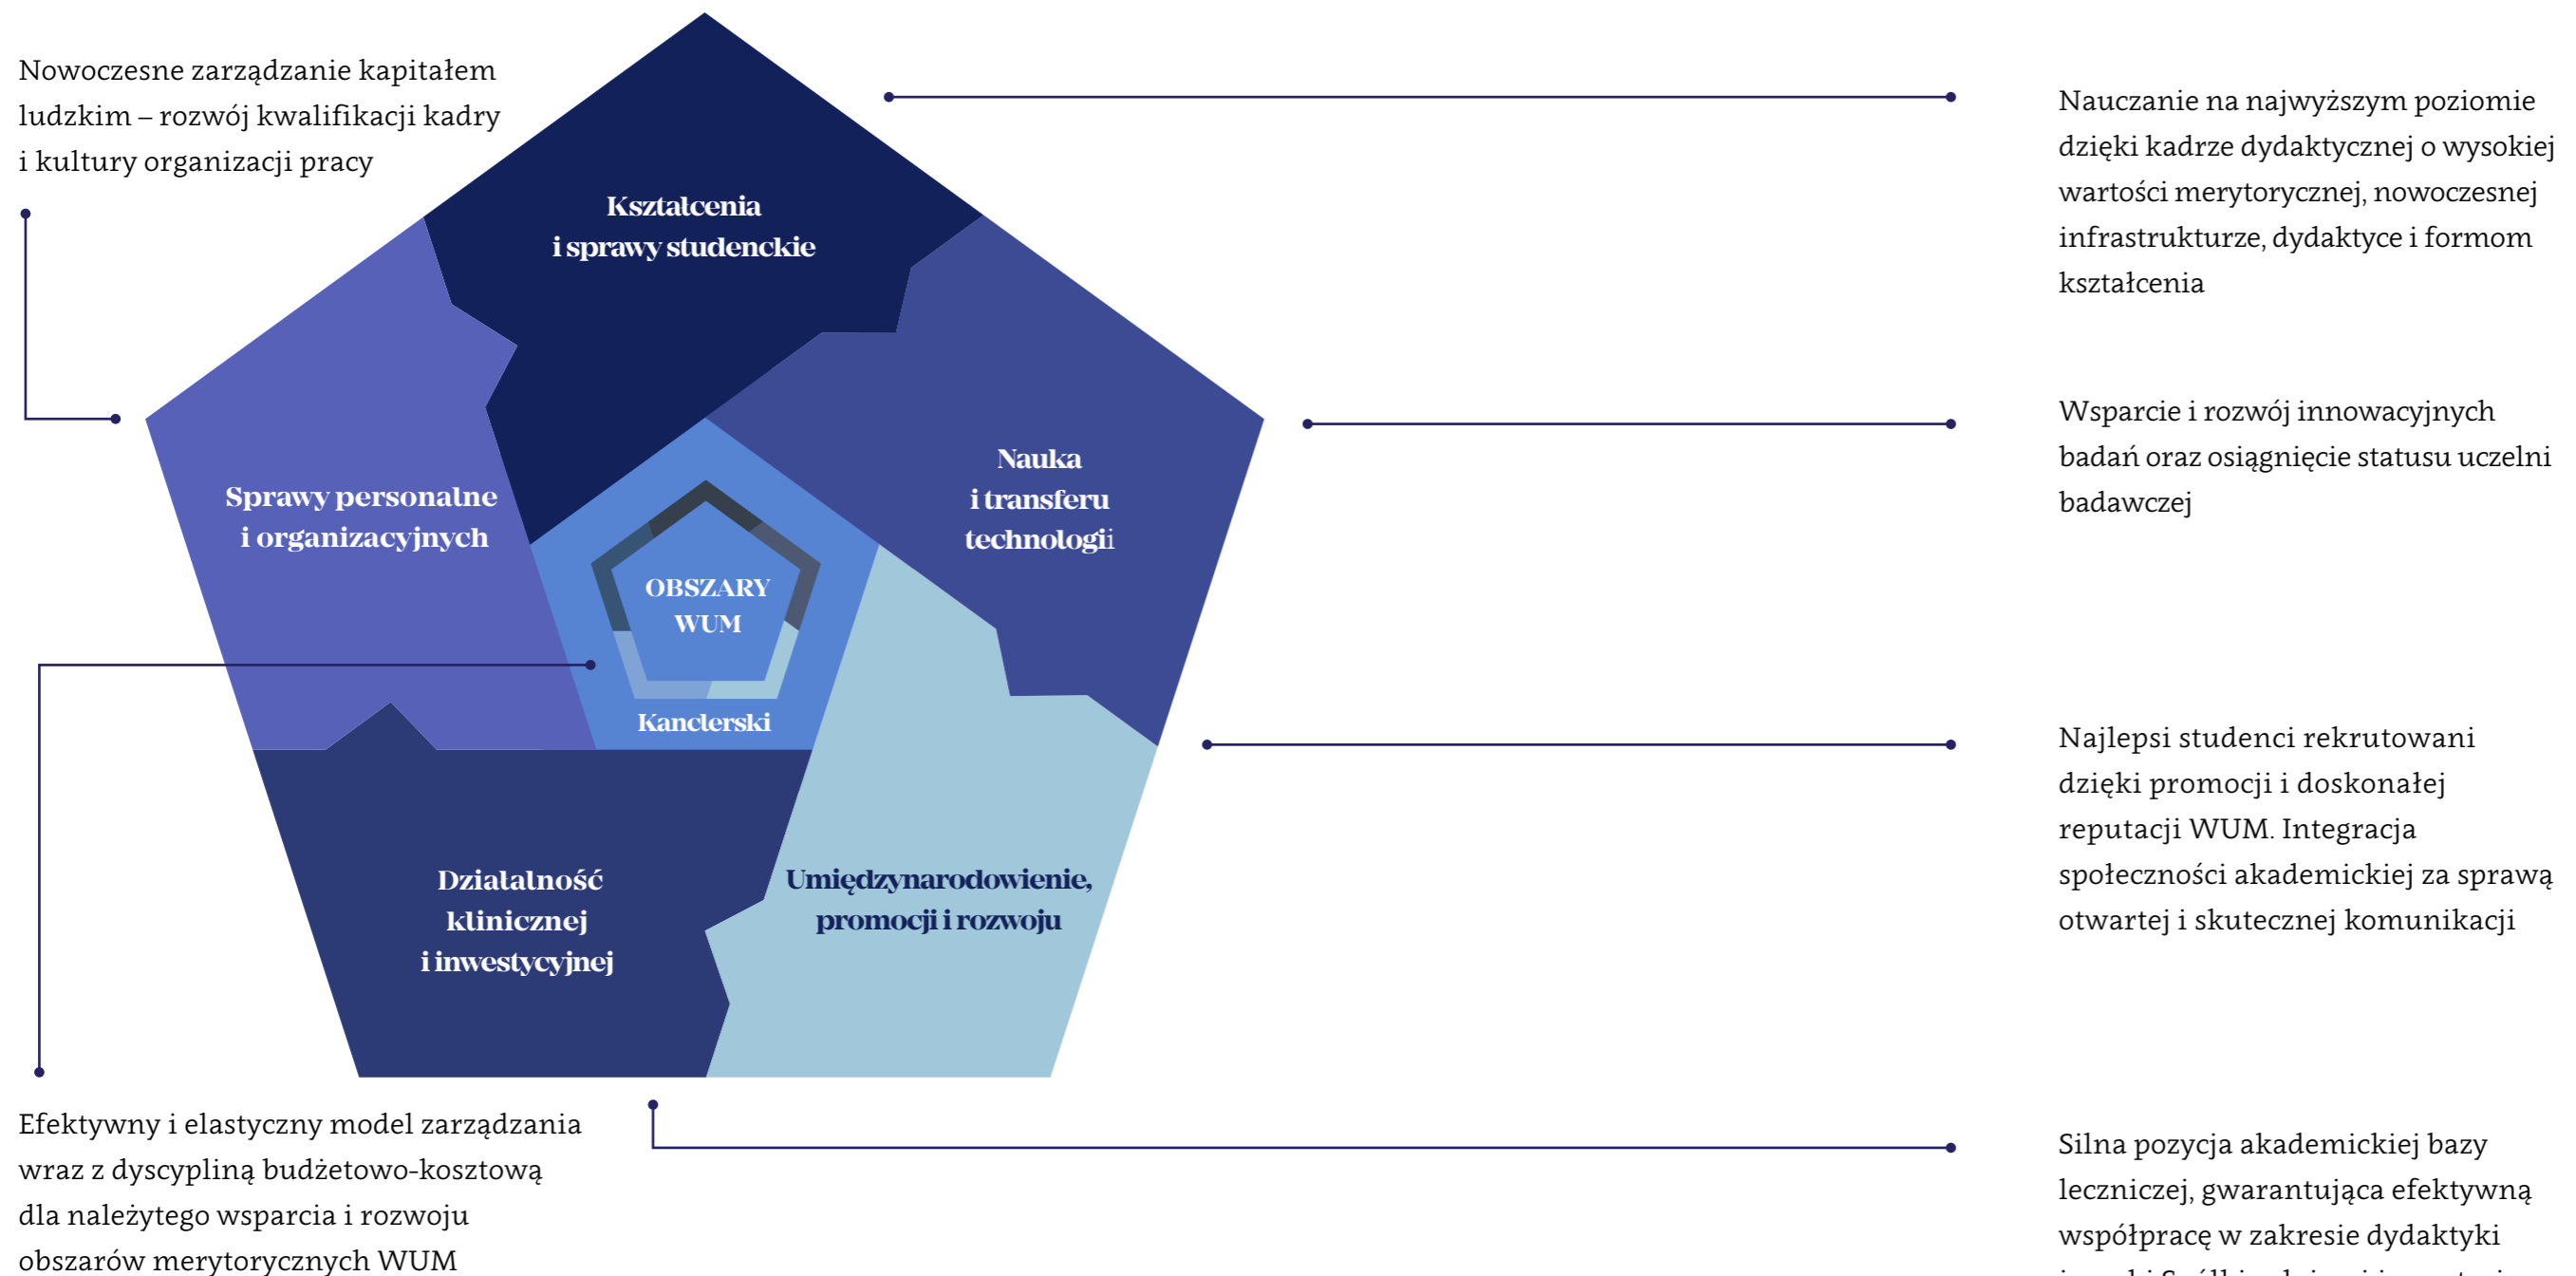 Nowoczesne zarządzanie kapitałem
ludzkim – rozwój kwalifikacji kadry
i kultury organizacji pracy
Kształcenia
i sprawy studenckie
Nauczanie na najwyższym poziomie
dzięki kadrze dydaktycznej o wysokiej
wartości merytorycznej, nowoczesnej
infrastrukturze, dydaktyce i formom
kształcenia
Sprawy personalne
i organizacyjnych
Nauka
i transferu
technologii
Wsparcie i rozwój innowacyjnych
badań oraz osiągnięcie statusu uczelni
badawczej
OBSZARY
WUM
Kanclerski
Najlepsi studenci rekrutowani
dzięki promocji i doskonałej
reputacji WUM. Integracja
społeczności akademickiej za sprawą
otwartej i skutecznej komunikacji
Działalność
klinicznej
i inwestycyjnej
Umiędzynarodowienie,
promocji i rozwoju
Efektywny i elastyczny model zarządzania
wraz z dyscypliną budżetowo-kosztową
dla należytego wsparcia i rozwoju
obszarów merytorycznych WUM
Silna pozycja akademickiej bazy
leczniczej, gwarantująca efektywną
współpracę w zakresie dydaktyki